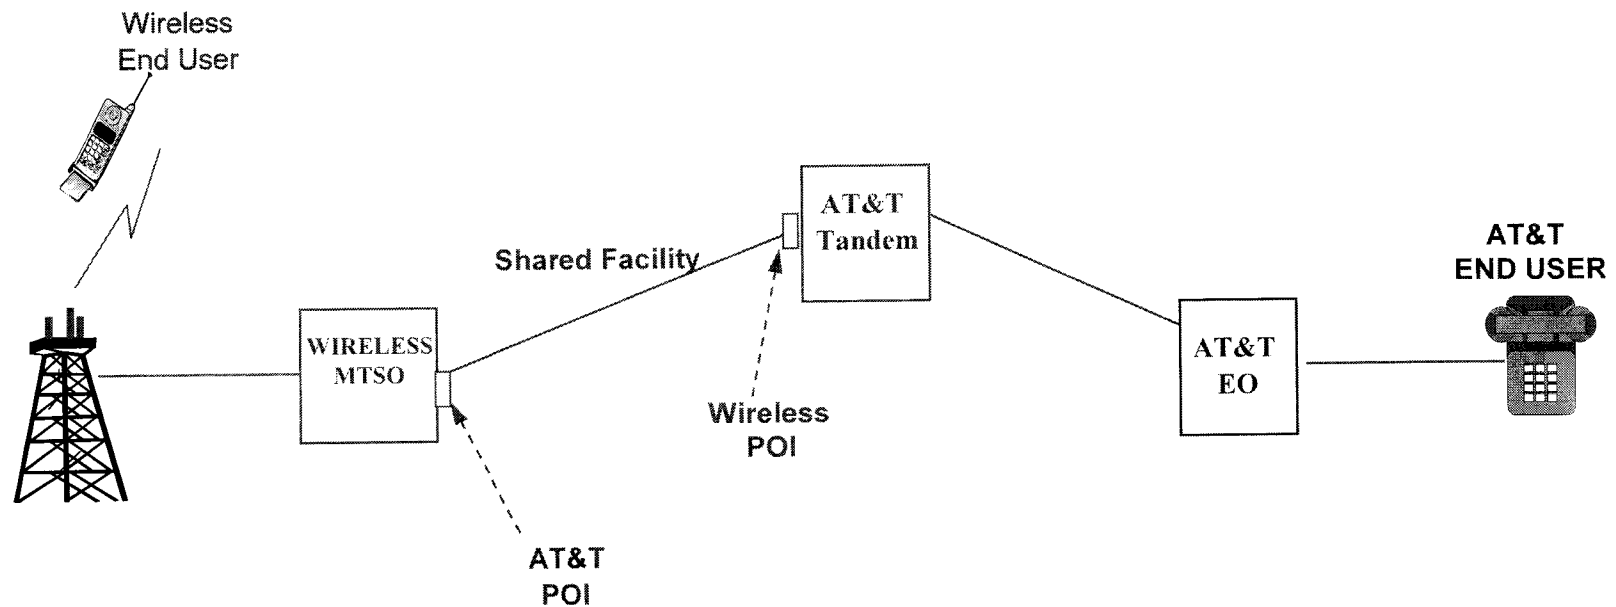 Wireless
End User
AT&T
Tandem
Shared Facility
AT&T
END USER
WIRELESS
MTSO
AT&T
EO
Wireless
POI
AT&T
POI